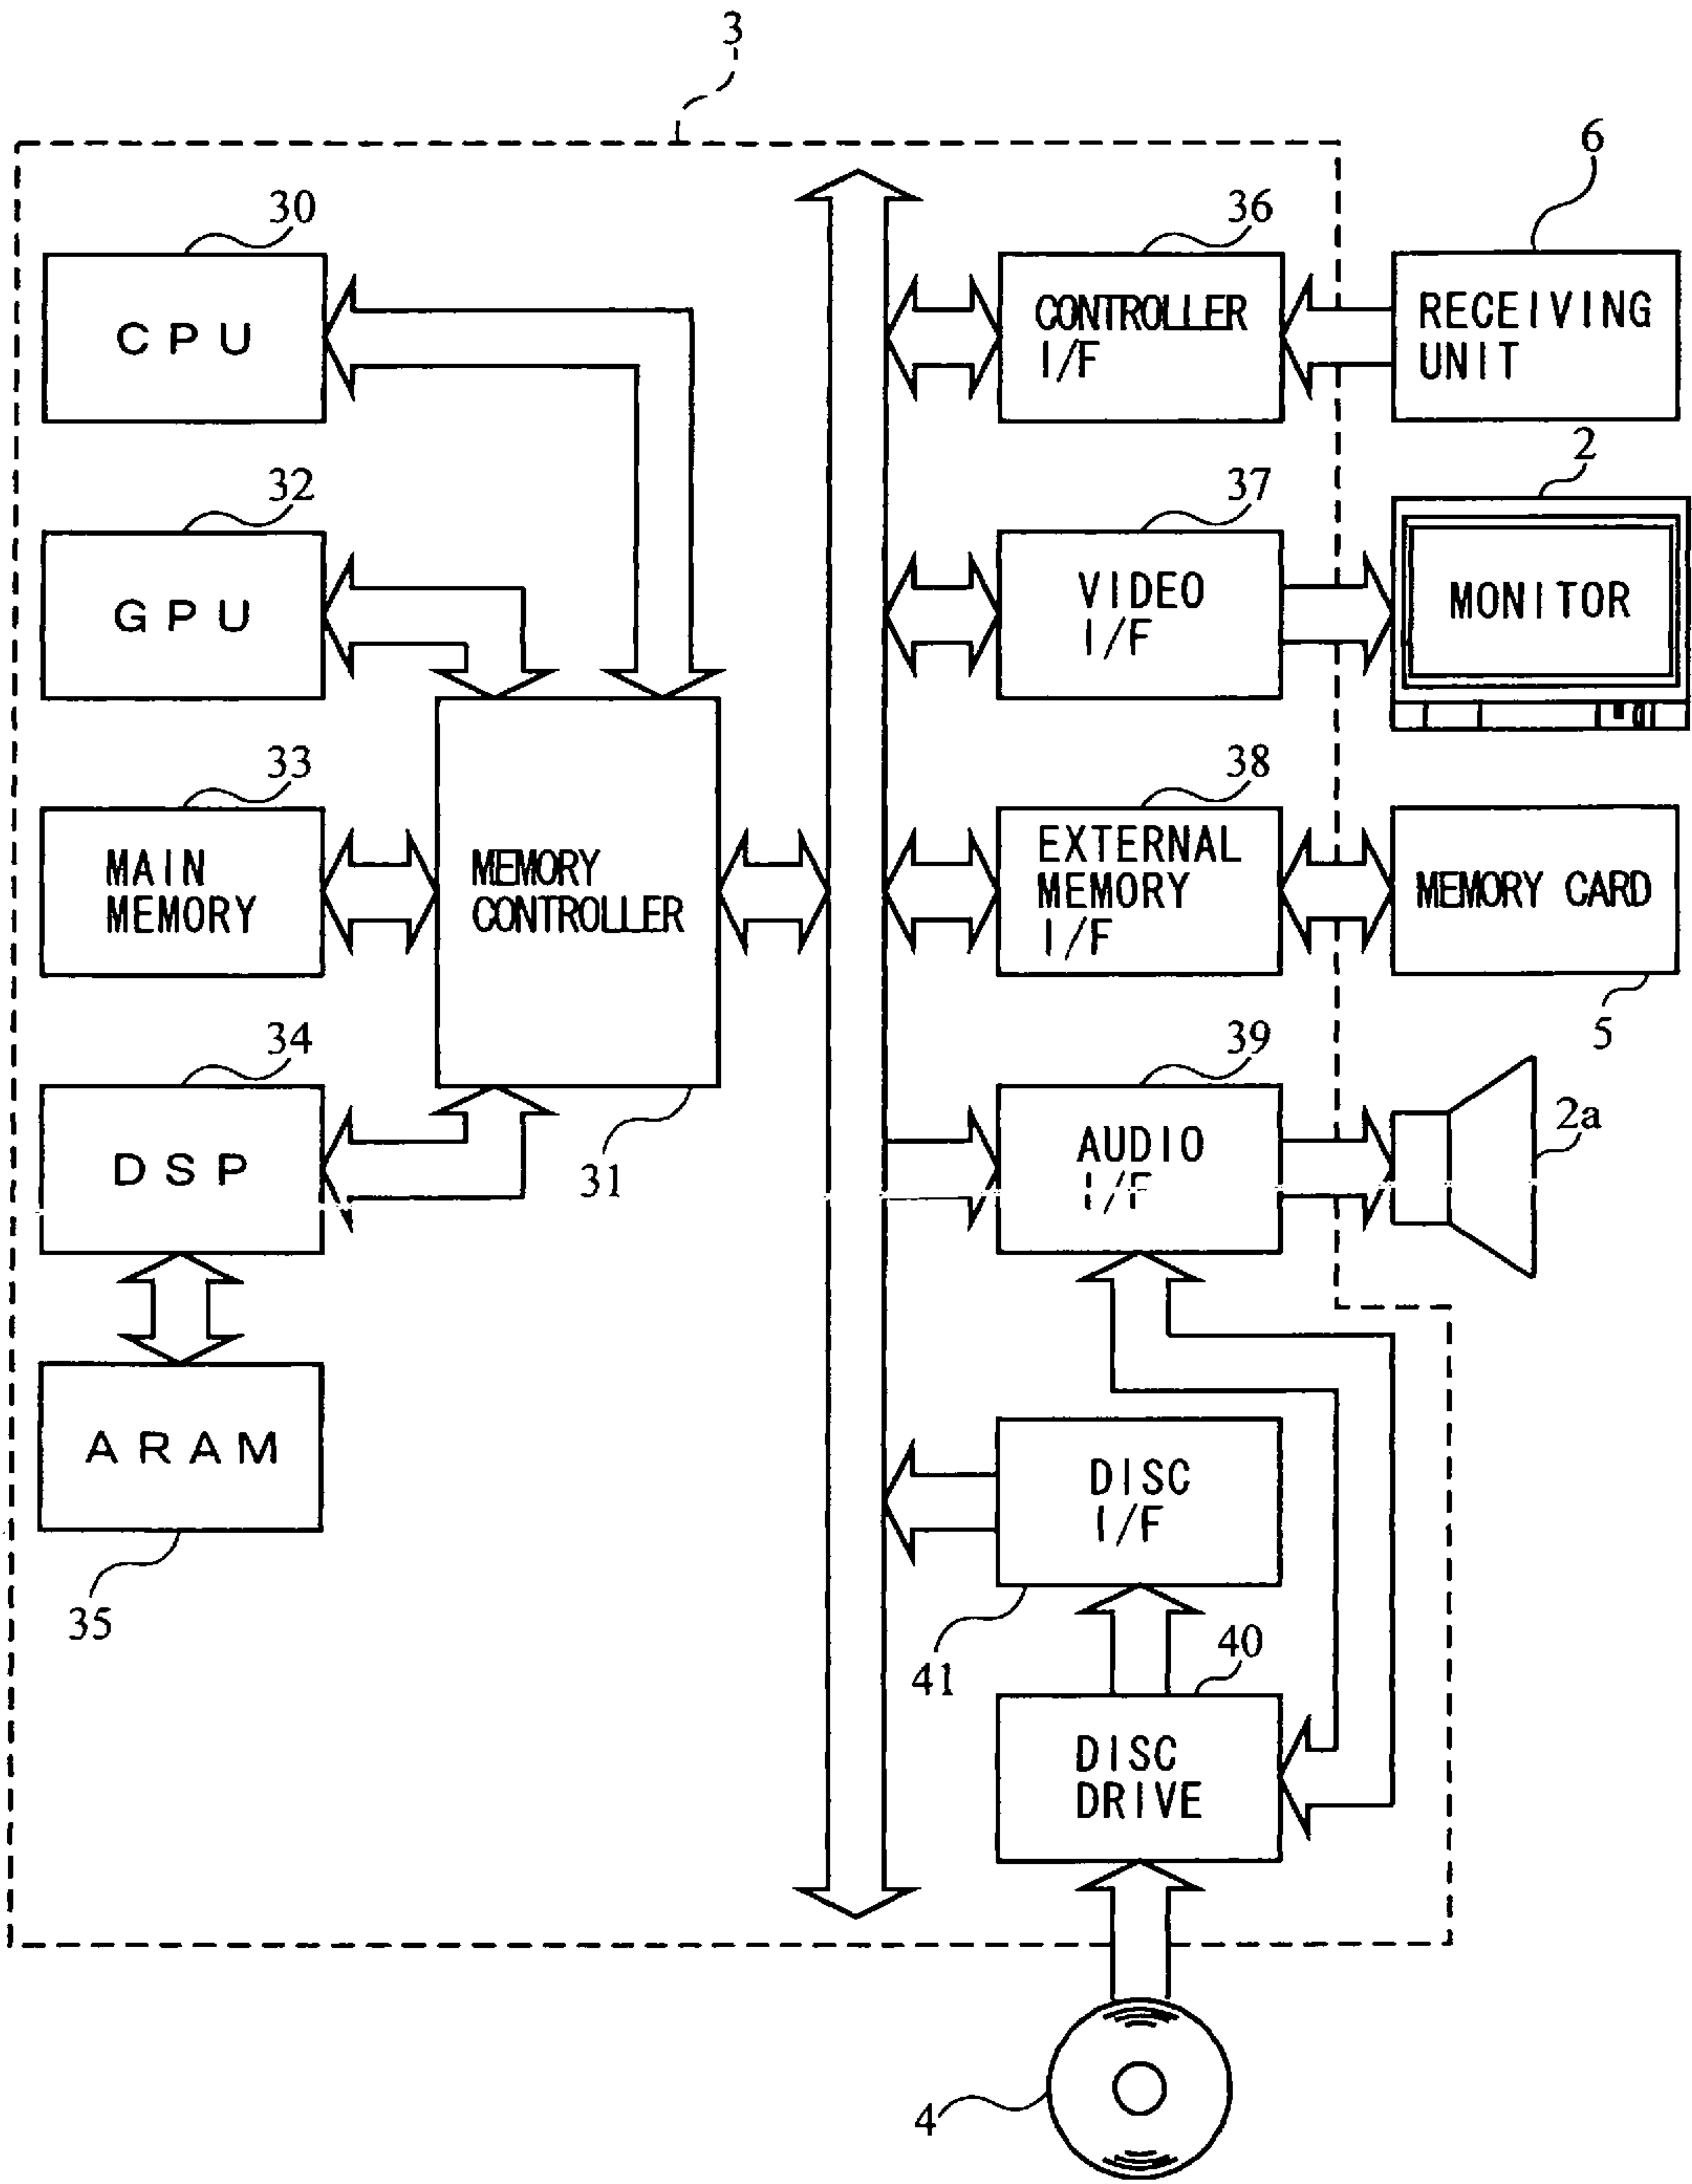 3
6
30
36
CPU
CONTROLLER
I/F
RECEIVING
UNIT
32
37
2
GPU
VIDEO
I/F
MONITOR
33
38
MAIN
MEMORY
MEMORY
CONTROLLER
EXTERNAL
MEMORY
I/F
MEMORY CARD
5
34
39
2a
DSP
31
AUDIO
I/F
ARAM
DISC
I/F
35
41
40
DISC
DRIVE
4